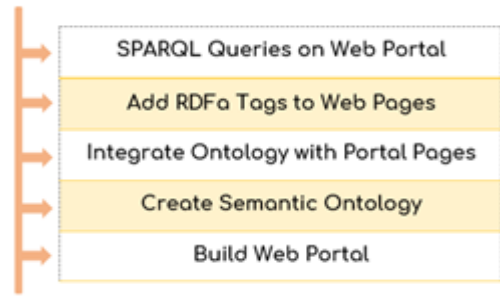 SPARQL Queries on Web Portal
Add RDFa Tags to Web Pages
Integrate Ontology with Portal Pages
Create Semantic Ontology
Build Web Portal